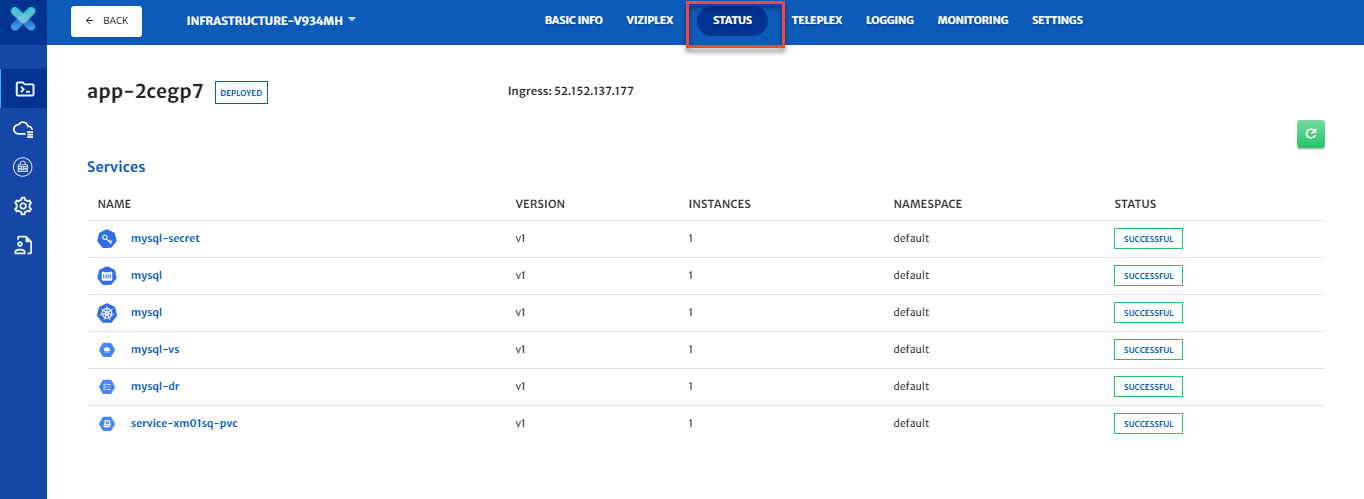 BACK INFRASTRUCTURE-V934MH BASIC INFO VIZIPLEX STATUS TELEPLEX LOGGING MONITORING SETTINGS
app-2cegp7 DEPLOYED Ingress: 52.152.137.177
Services
NAME VERSION INSTANCES NAMESPACE STATUS
mysql-secret v1 1 default SUCCESSFUL
mysql v1 1 default SUCCESSFUL
mysql v1 1 default SUCCESSFUL
mysql-vs v1 1 default SUCCESSFUL
mysql-dr v1 1 default SUCCESSFUL
service-xm01sq-pvc v1 1 default SUCCESSFUL